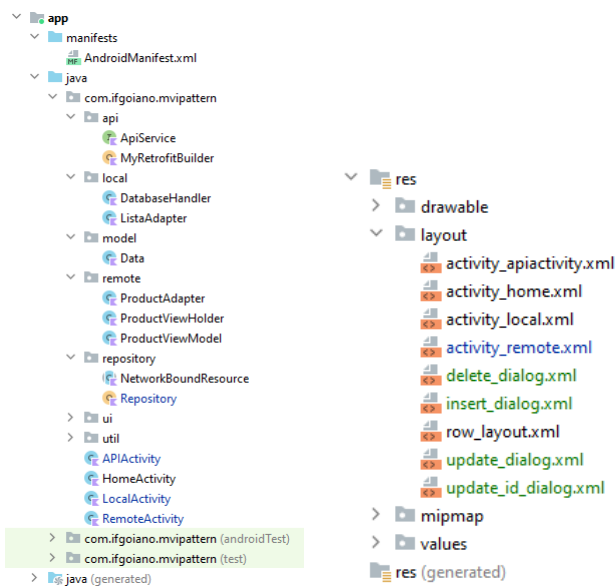 app
manifests
MF
AndroidManifest.xml
java
com.ifgoiano.mvipattern
api
ApiService
MyRetrofitBuilder
local
DatabaseHandler
ListaAdapter
model
Data
remote
ProductAdapter
ProductViewHolder
ProductViewModel
repository
NetworkBoundResource
Repository
ui
util
APIActivity
HomeActivity
LocalActivity
RemoteActivity
com.ifgoiano.mvipattern (androidTest)
com.ifgoiano.mvipattern (test)
java (generated)
res
drawable
layout
activity_apiactivity.xml
activity_home.xml
activity_local.xml
activity_remote.xml
delete_dialog.xml
insert_dialog.xml
row_layout.xml
update_dialog.xml
update_id_dialog.xml
mipmap
values
res (generated)